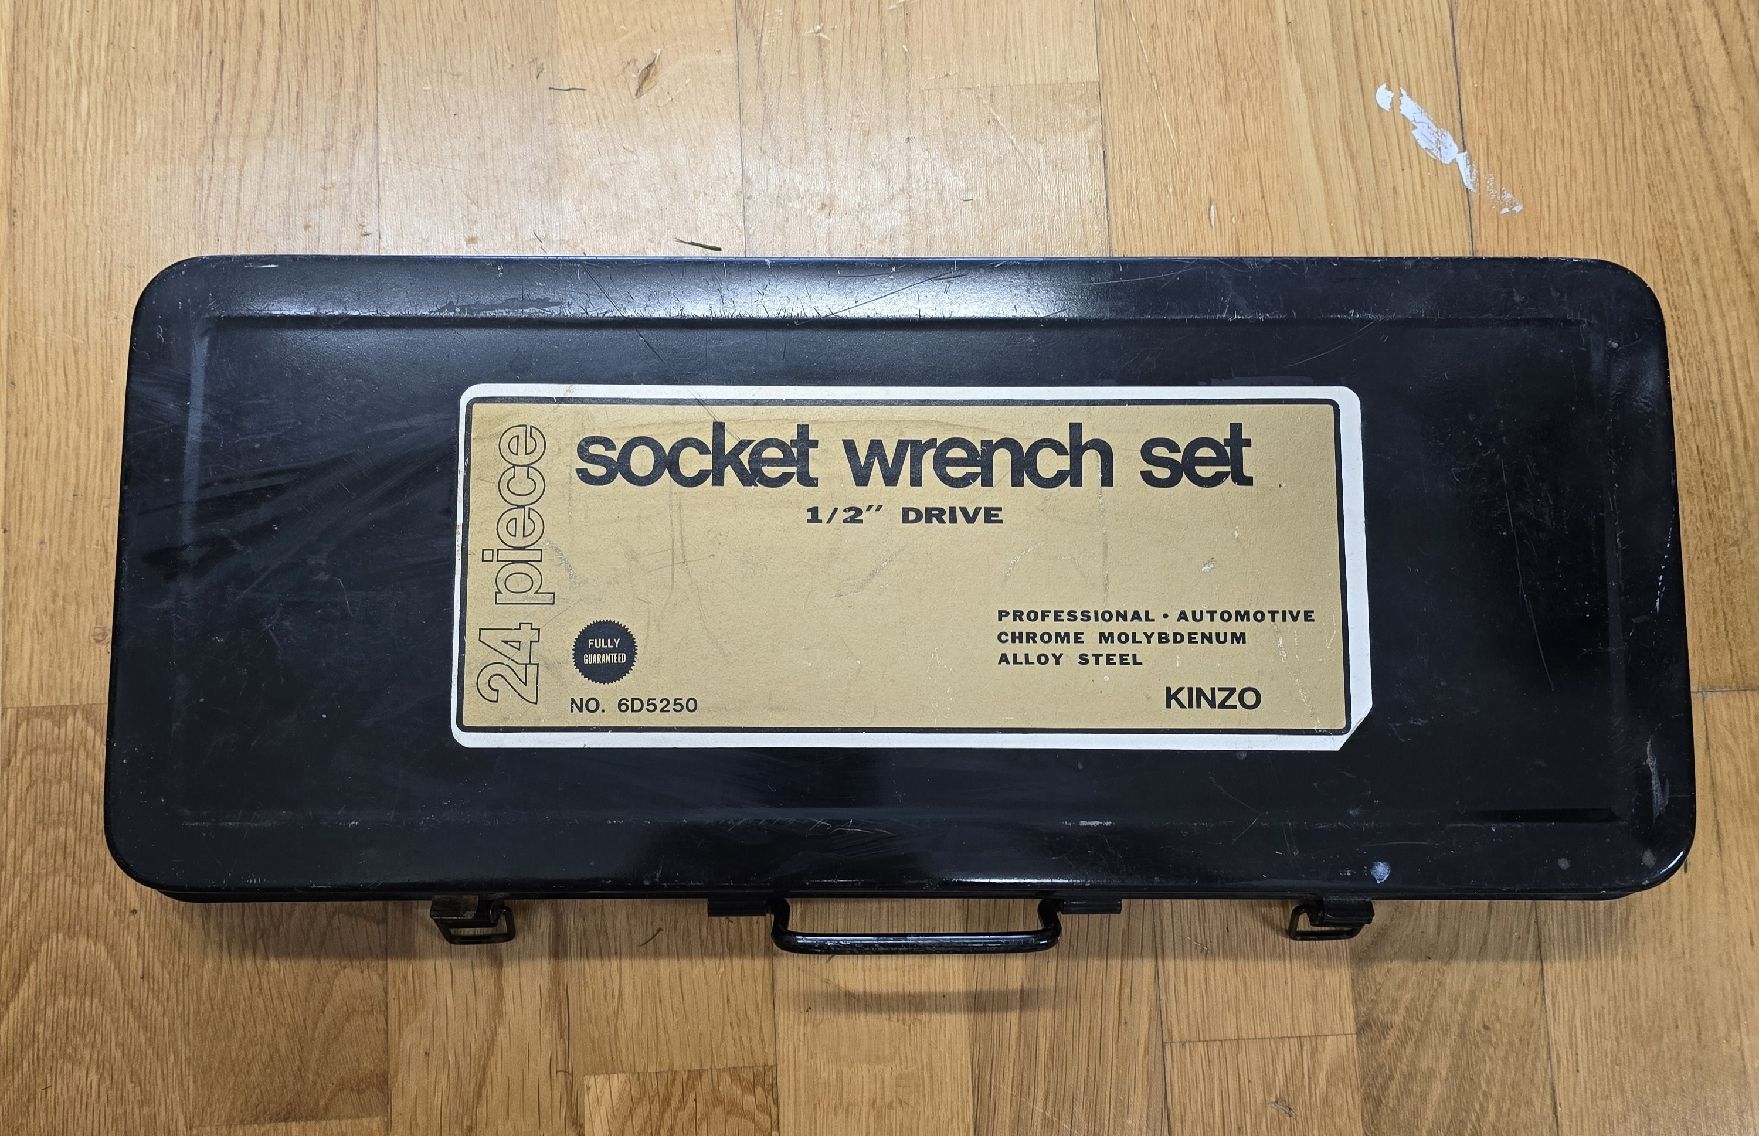 24 piece
socket wrench set
1/2" DRIVE
PROFESSIONAL • AUTOMOTIVE
CHROME MOLYBDENUM
ALLOY STEEL
FULLY
GUARANTEED
NO. 6D5250
KINZO